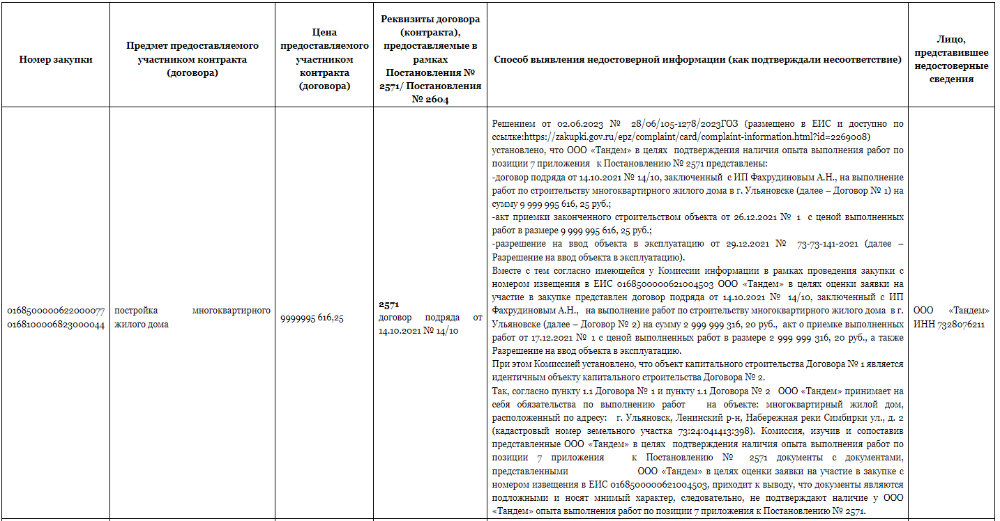 Номер закупки
Предмет предоставляемого
участником контракта
(договора)
Цена
предоставляемого
участником
контракта
(договора)
Реквизиты договора
(контракта),
предоставляемые в
рамках
Постановления №
2571/ Постановления
№ 2604
Способ выявления недостоверной информации (как подтверждали несоответствие)
Лицо,
представившее
недостоверные
сведения
0168500000622000077
0168100006823000044
постройка многоквартирного
жилого дома
9999995 616,25
2571
договор подряда от
14.10.2021 № 14/10
Решением от 02.06.2023 № 28/06/105-1278/2023ГОЗ (размещено в ЕИС и доступно по
ссылке:https://zakupki.gov.ru/epz/complaint/card/complaint-information.html?id=2269008)
установлено, что ООО «Тандем» в целях подтверждения наличия опыта выполнения работ по
позиции 7 приложения к Постановлению № 2571 представлены:
-договор подряда от 14.10.2021 № 14/10, заключенный с ИП Фахрудиновым А.Н., на выполнение
работ по строительству многоквартирного жилого дома в г. Ульяновске (далее – Договор № 1) на
сумму 9 999 995 616, 25 руб.;
-акт приемки законченного строительством объекта от 26.12.2021 № 1 с ценой выполненных
работ в размере 9 999 995 616, 25 руб.;
-разрешение на ввод объекта в эксплуатацию от 29.12.2021 № 73-73-141-2021 (далее –
Разрешение на ввод объекта в эксплуатацию).
Вместе с тем согласно имеющейся у Комиссии информации в рамках проведения закупки с
номером извещения в ЕИС 0168500000621004503 ООО «Тандем» в целях оценки заявки на
участие в закупке представлен договор подряда от 14.10.2021 № 14/10, заключенный с ИП
Фахрудиновым А.Н., на выполнение работ по строительству многоквартирного жилого дома в г.
Ульяновске (далее – Договор № 2) на сумму 2 999 999 316, 20 руб., акт о приемке выполненных
работ от 17.12.2021 № 1 с ценой выполненных работ в размере 2 999 999 316, 20 руб., а также
Разрешение на ввод объекта в эксплуатацию.
При этом Комиссией установлено, что объект капитального строительства Договора № 1 является
идентичным объекту капитального строительства Договора № 2.
Так, согласно пункту 1.1 Договора № 1 и пункту 1.1 Договора № 2 ООО «Тандем» принимает на
себя обязательства по выполнению работ на объекте: многоквартирный жилой дом,
расположенный по адресу: г. Ульяновск, Ленинский р-н, Набережная реки Симбирки ул., д. 2
(кадастровый номер земельного участка 73:24:041413:398). Комиссия, изучив и сопоставив
представленные ООО «Тандем» в целях подтверждения наличия опыта выполнения работ по
позиции 7 приложения к Постановлению № 2571 документы с документами,
представленными ООО «Тандем» в целях оценки заявки на участие в закупке с
номером извещения в ЕИС 0168500000621004503, приходит к выводу, что документы являются
подложными и носят мнимый характер, следовательно, не подтверждают наличие у ООО
«Тандем» опыта выполнения работ по позиции 7 приложения к Постановлению № 2571.
ООО «Тандем»
ИНН 7328076211